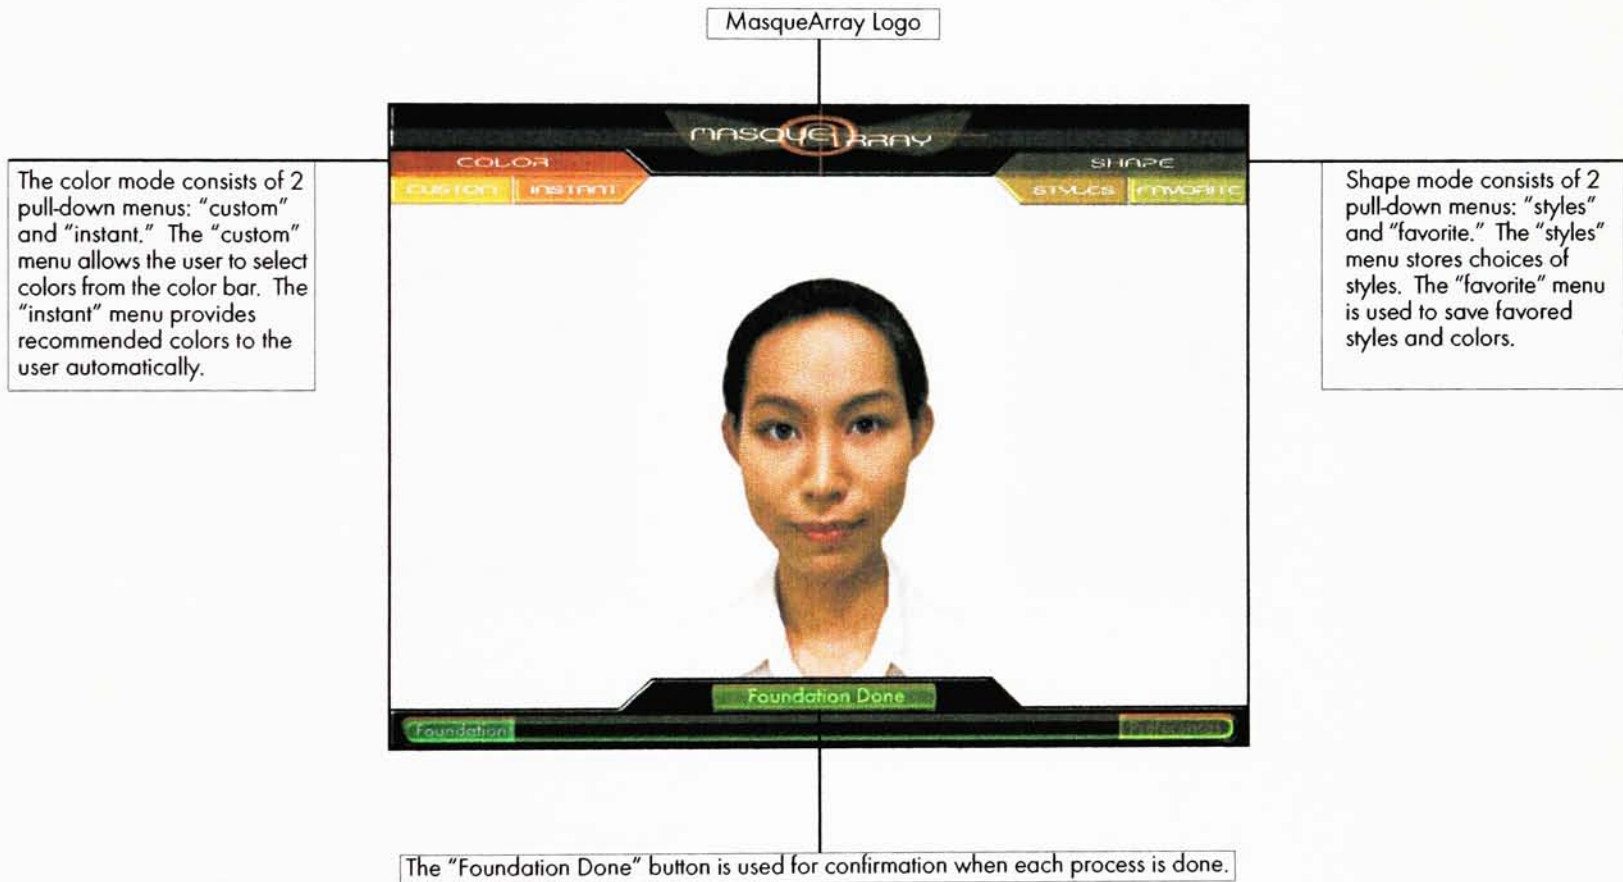 MasqueArray Logo
MASQUE ARRAY
COLOR
SHAPE
CUSTOM INSTANT
STYLES FAVORITE
The color mode consists of 2
pull-down menus: "custom"
and "instant." The "custom"
menu allows the user to select
colors from the color bar. The
"instant" menu provides
recommended colors to the
user automatically.
Shape mode consists of 2
pull-down menus: "styles"
and "favorite." The "styles"
menu stores choices of
styles. The "favorite" menu
is used to save favored
styles and colors.
Foundation Done
Foundation
The "Foundation Done" button is used for confirmation when each process is done.